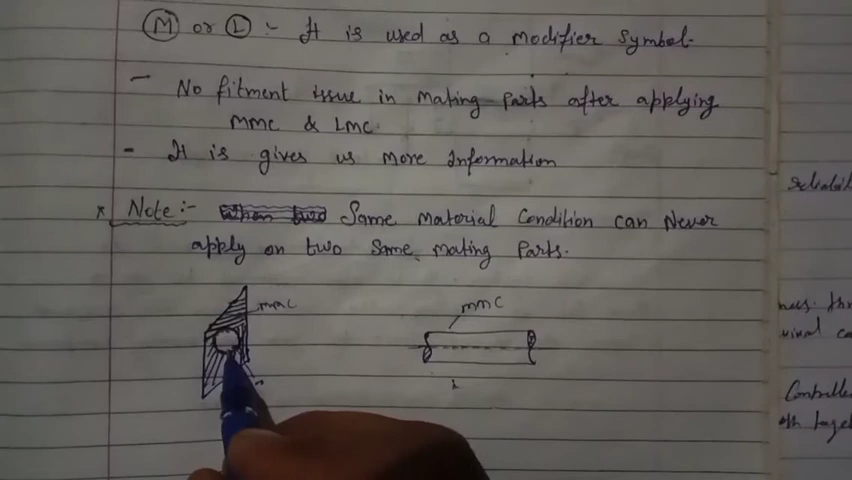 (M) or (L) :- It is used as a modifier symbol.
- No fitment issue in mating parts after applying
MMC & LMC.
- It is gives us more information
* Note :- Same material Condition can Never
apply on two same mating parts.
MMC
MMC
Controlle